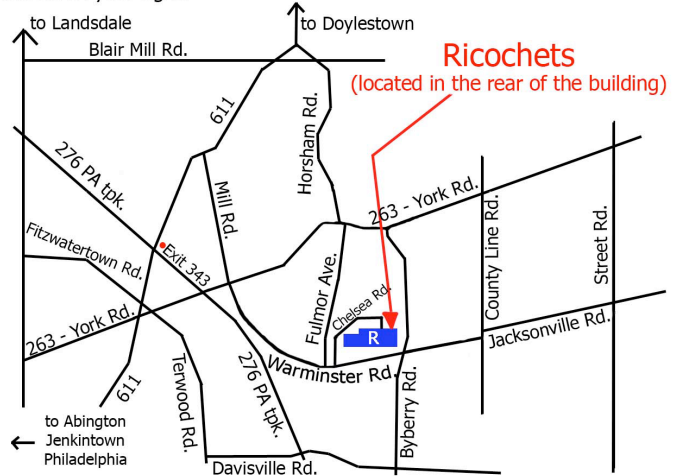 to Landsdale
to Doylestown
Blair Mill Rd.
Ricochets
(located in the rear of the building)
611
Horsham Rd.
276 PA tpk.
Mill Rd.
263 - York Rd.
County Line Rd.
Street Rd.
Fitzwatertown Rd.
Exit 343
Fulmor Ave.
Chelsea Rd.
R
263 - York Rd.
Jacksonville Rd.
Warminster Rd.
611
Terwood Rd.
276 PA tpk.
Byberry Rd.
to Abington
Jenkintown
Philadelphia
Davisville Rd.